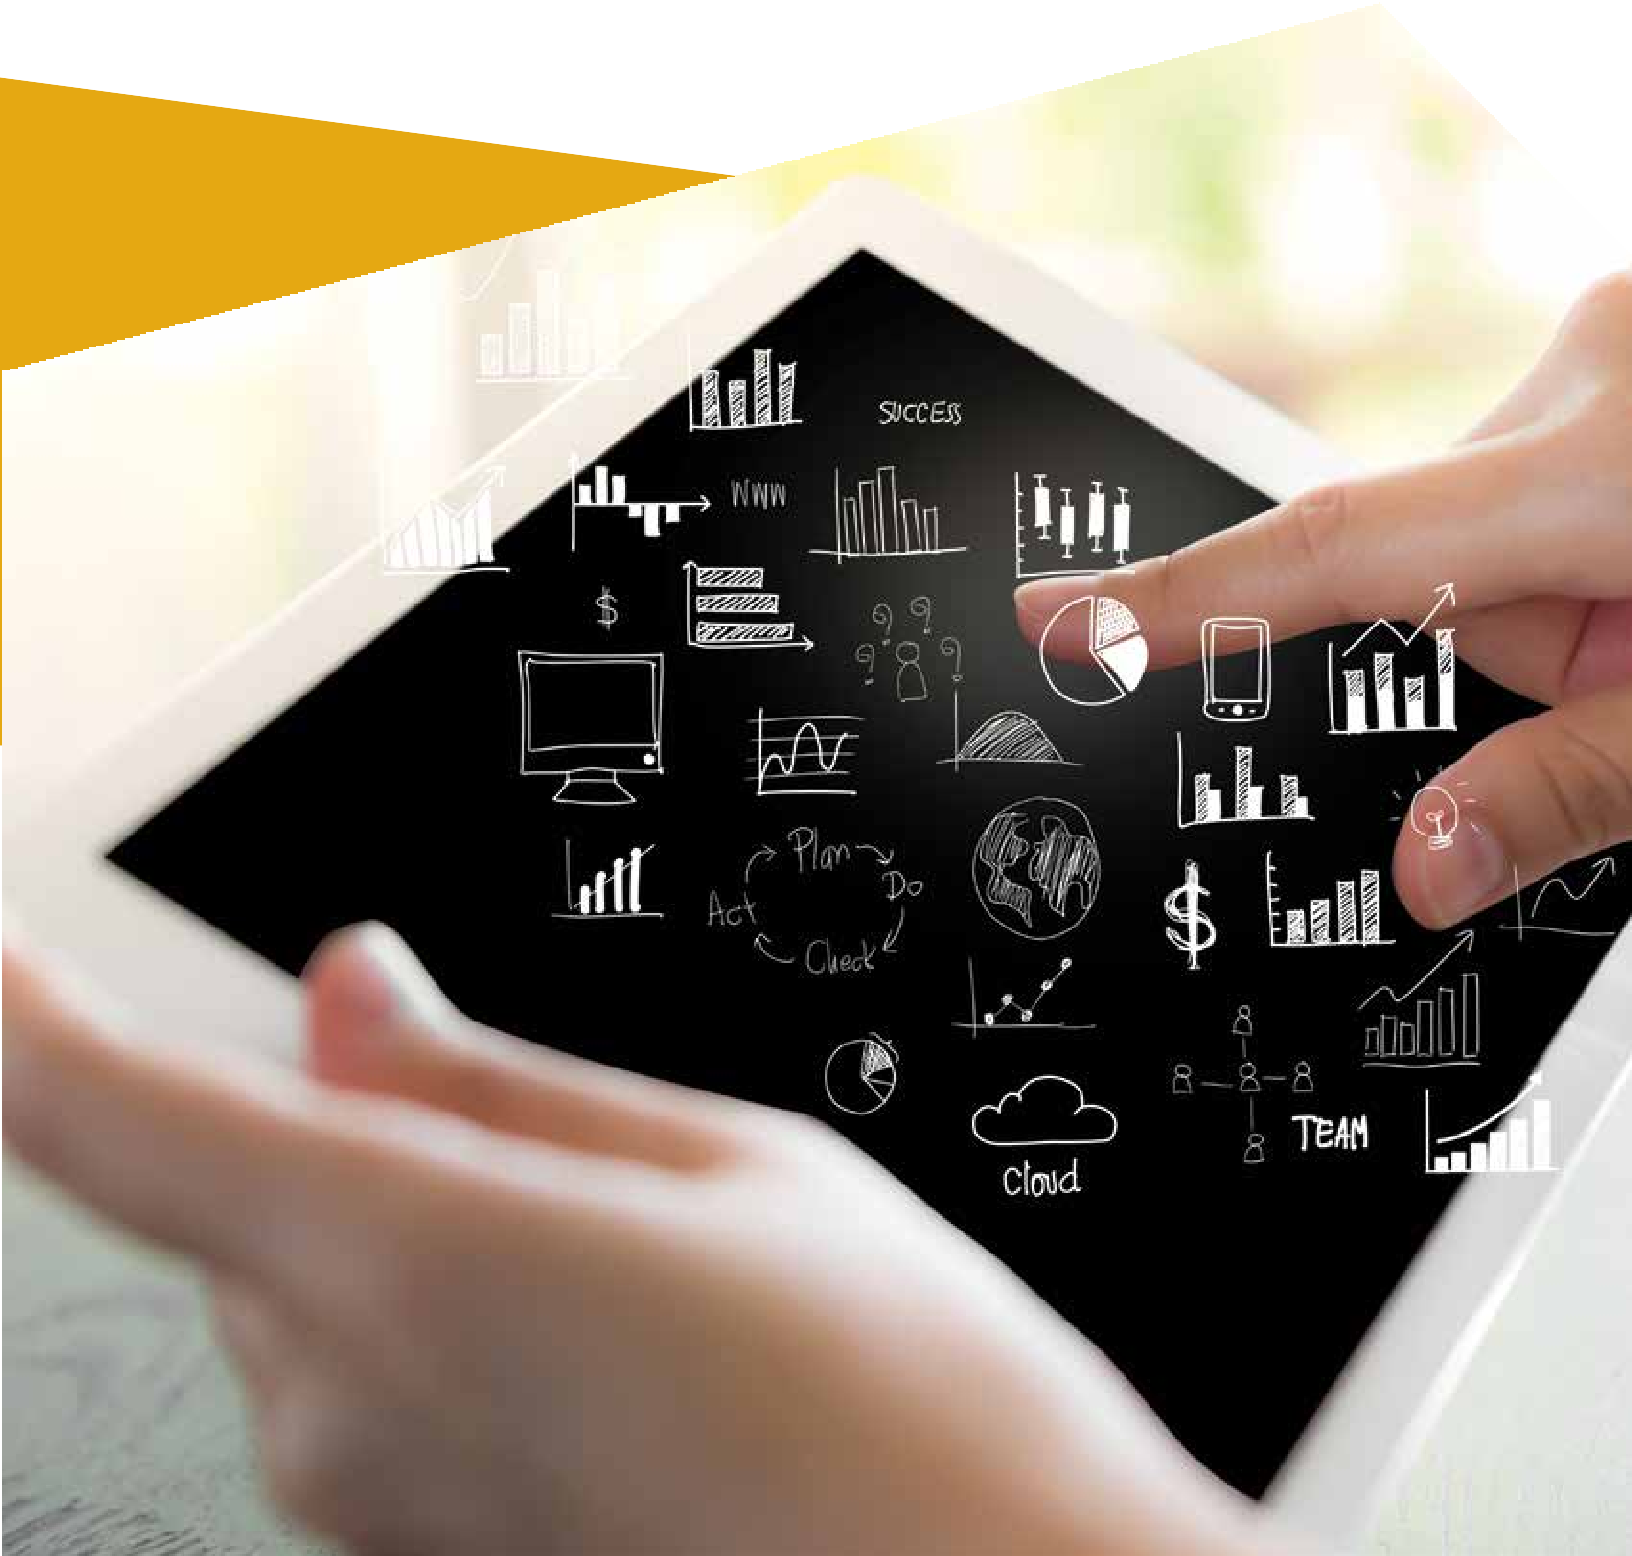 SUCCESS
WWW
$
Plan
Do
Act
Check
$
TEAM
Cloud